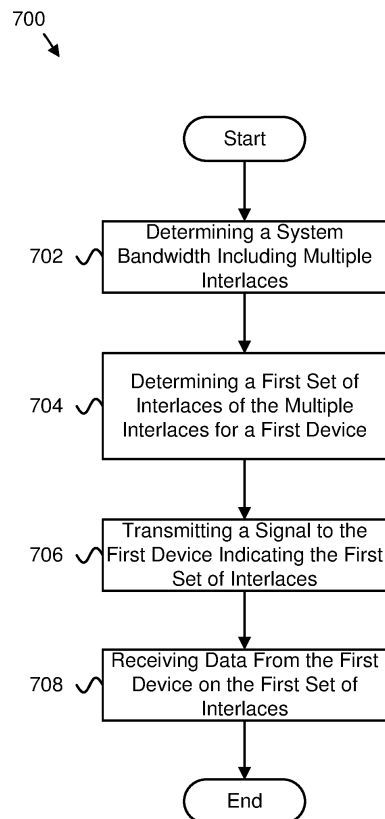 700
Start
702
Determining a System
Bandwidth Including Multiple
Interlaces
704
Determining a First Set of
Interlaces of the Multiple
Interlaces for a First Device
706
Transmitting a Signal to the
First Device Indicating the First
Set of Interlaces
708
Receiving Data From the First
Device on the First Set of
Interlaces
End